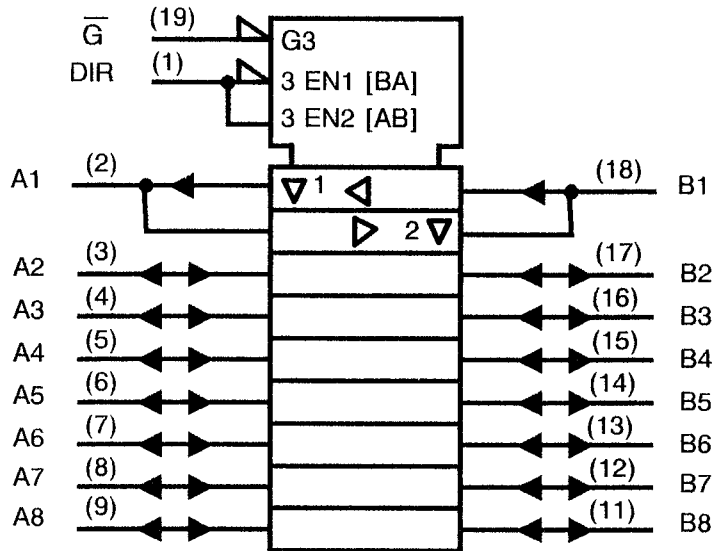 G̅ (19) G3
DIR (1) 3 EN1 [BA]
3 EN2 [AB]
A1 (2) 1 (18) B1
2
A2 (3) (17) B2
A3 (4) (16) B3
A4 (5) (15) B4
A5 (6) (14) B5
A6 (7) (13) B6
A7 (8) (12) B7
A8 (9) (11) B8